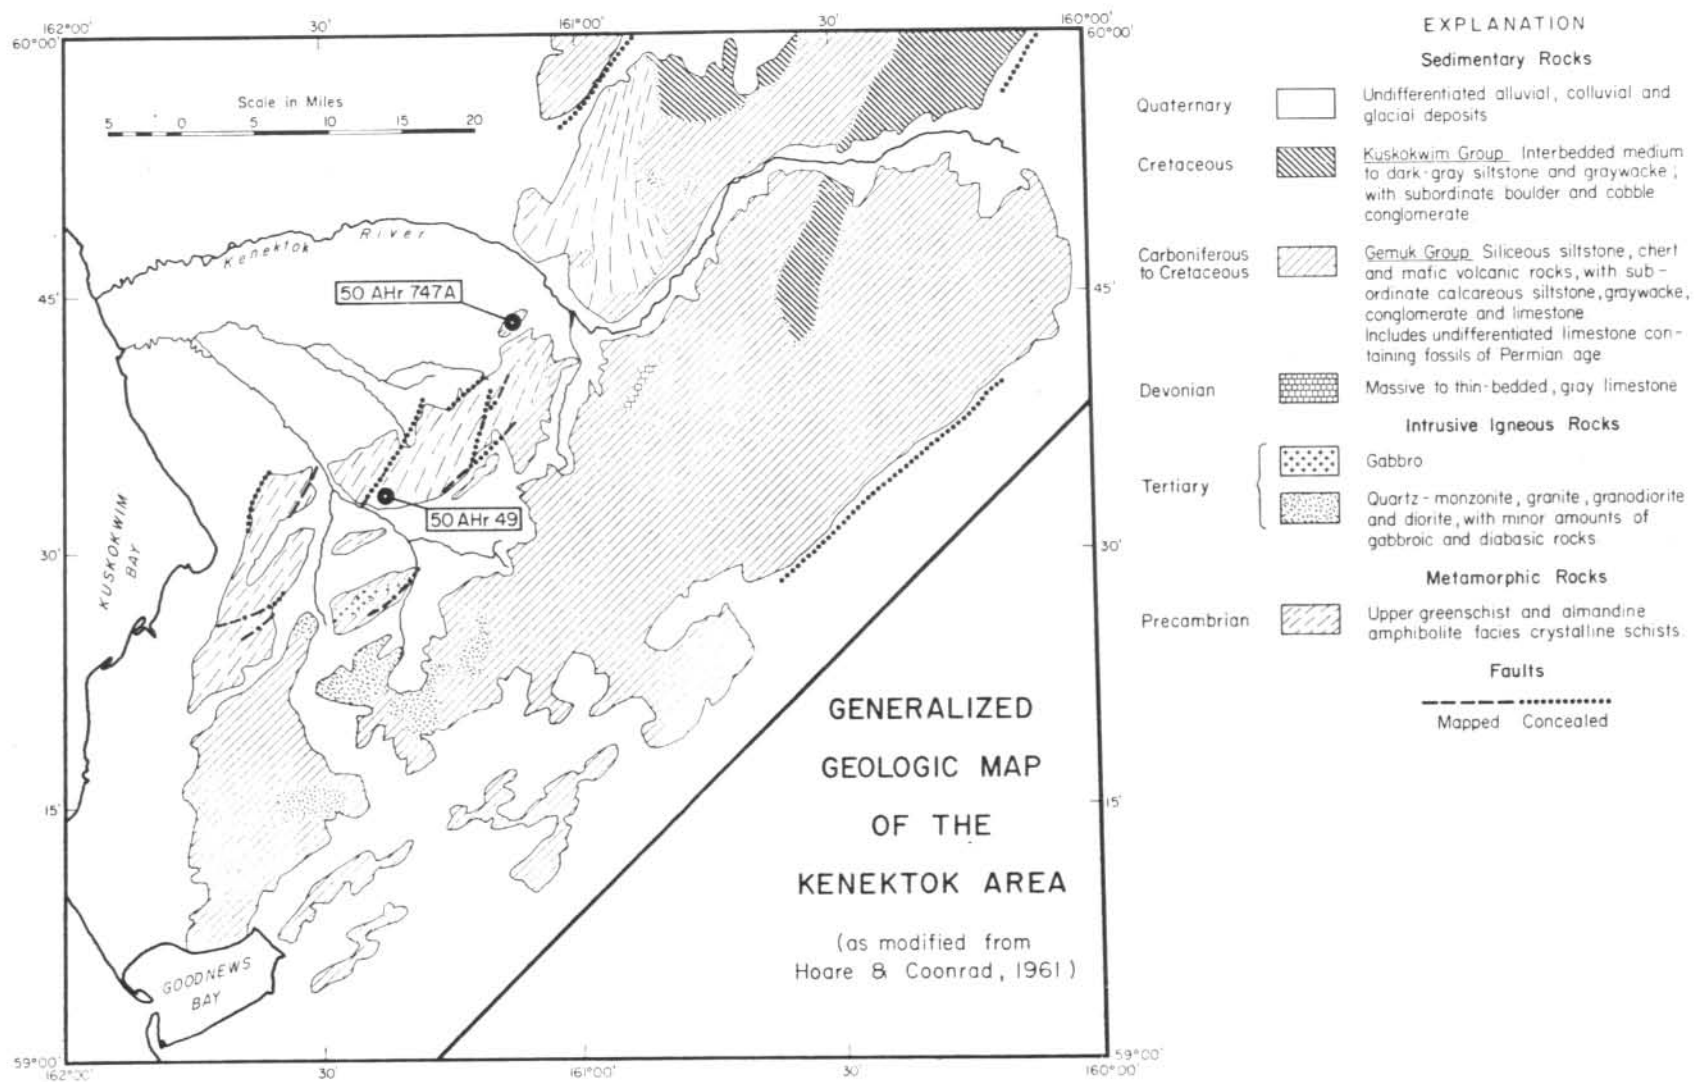 162°00'
30'
161°00'
30'
160°00'
60°00'
60°00'
Scale in Miles
5 0 5 10 15 20
Kenektok River
45'
45'
50 AHr 747A
50 AHr 49
30'
30'
KUSKOKWIM
BAY
15'
15'
GOODNEWS
BAY
GENERALIZED
GEOLOGIC MAP
OF THE
KENEKTOK AREA
(as modified from
Hoare & Coonrad, 1961)
59°00'
59°00'
162°00'
30'
161°00'
30'
160°00'
EXPLANATION
Sedimentary Rocks
Quaternary
Undifferentiated alluvial, colluvial and
glacial deposits
Cretaceous
Kuskokwim Group Interbedded medium
to dark-gray siltstone and graywacke;
with subordinate boulder and cobble
conglomerate
Carboniferous
to Cretaceous
Gemuk Group Siliceous siltstone, chert
and mafic volcanic rocks, with sub-
ordinate calcareous siltstone, graywacke,
conglomerate and limestone
Includes undifferentiated limestone con-
taining fossils of Permian age
Devonian
Massive to thin-bedded, gray limestone
Intrusive Igneous Rocks
Tertiary
Gabbro
Quartz-monzonite, granite, granodiorite
and diorite, with minor amounts of
gabbroic and diabasic rocks
Metamorphic Rocks
Precambrian
Upper greenschist and almandine
amphibolite facies crystalline schists
Faults
Mapped Concealed